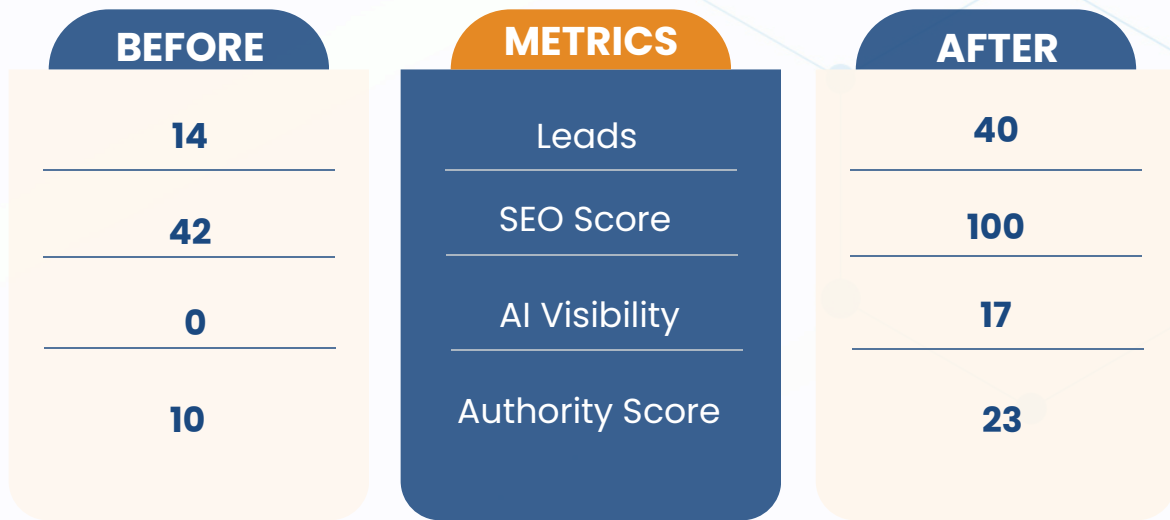 BEFORE METRICS AFTER
14 Leads 40
42 SEO Score 100
0 AI Visibility 17
10 Authority Score 23